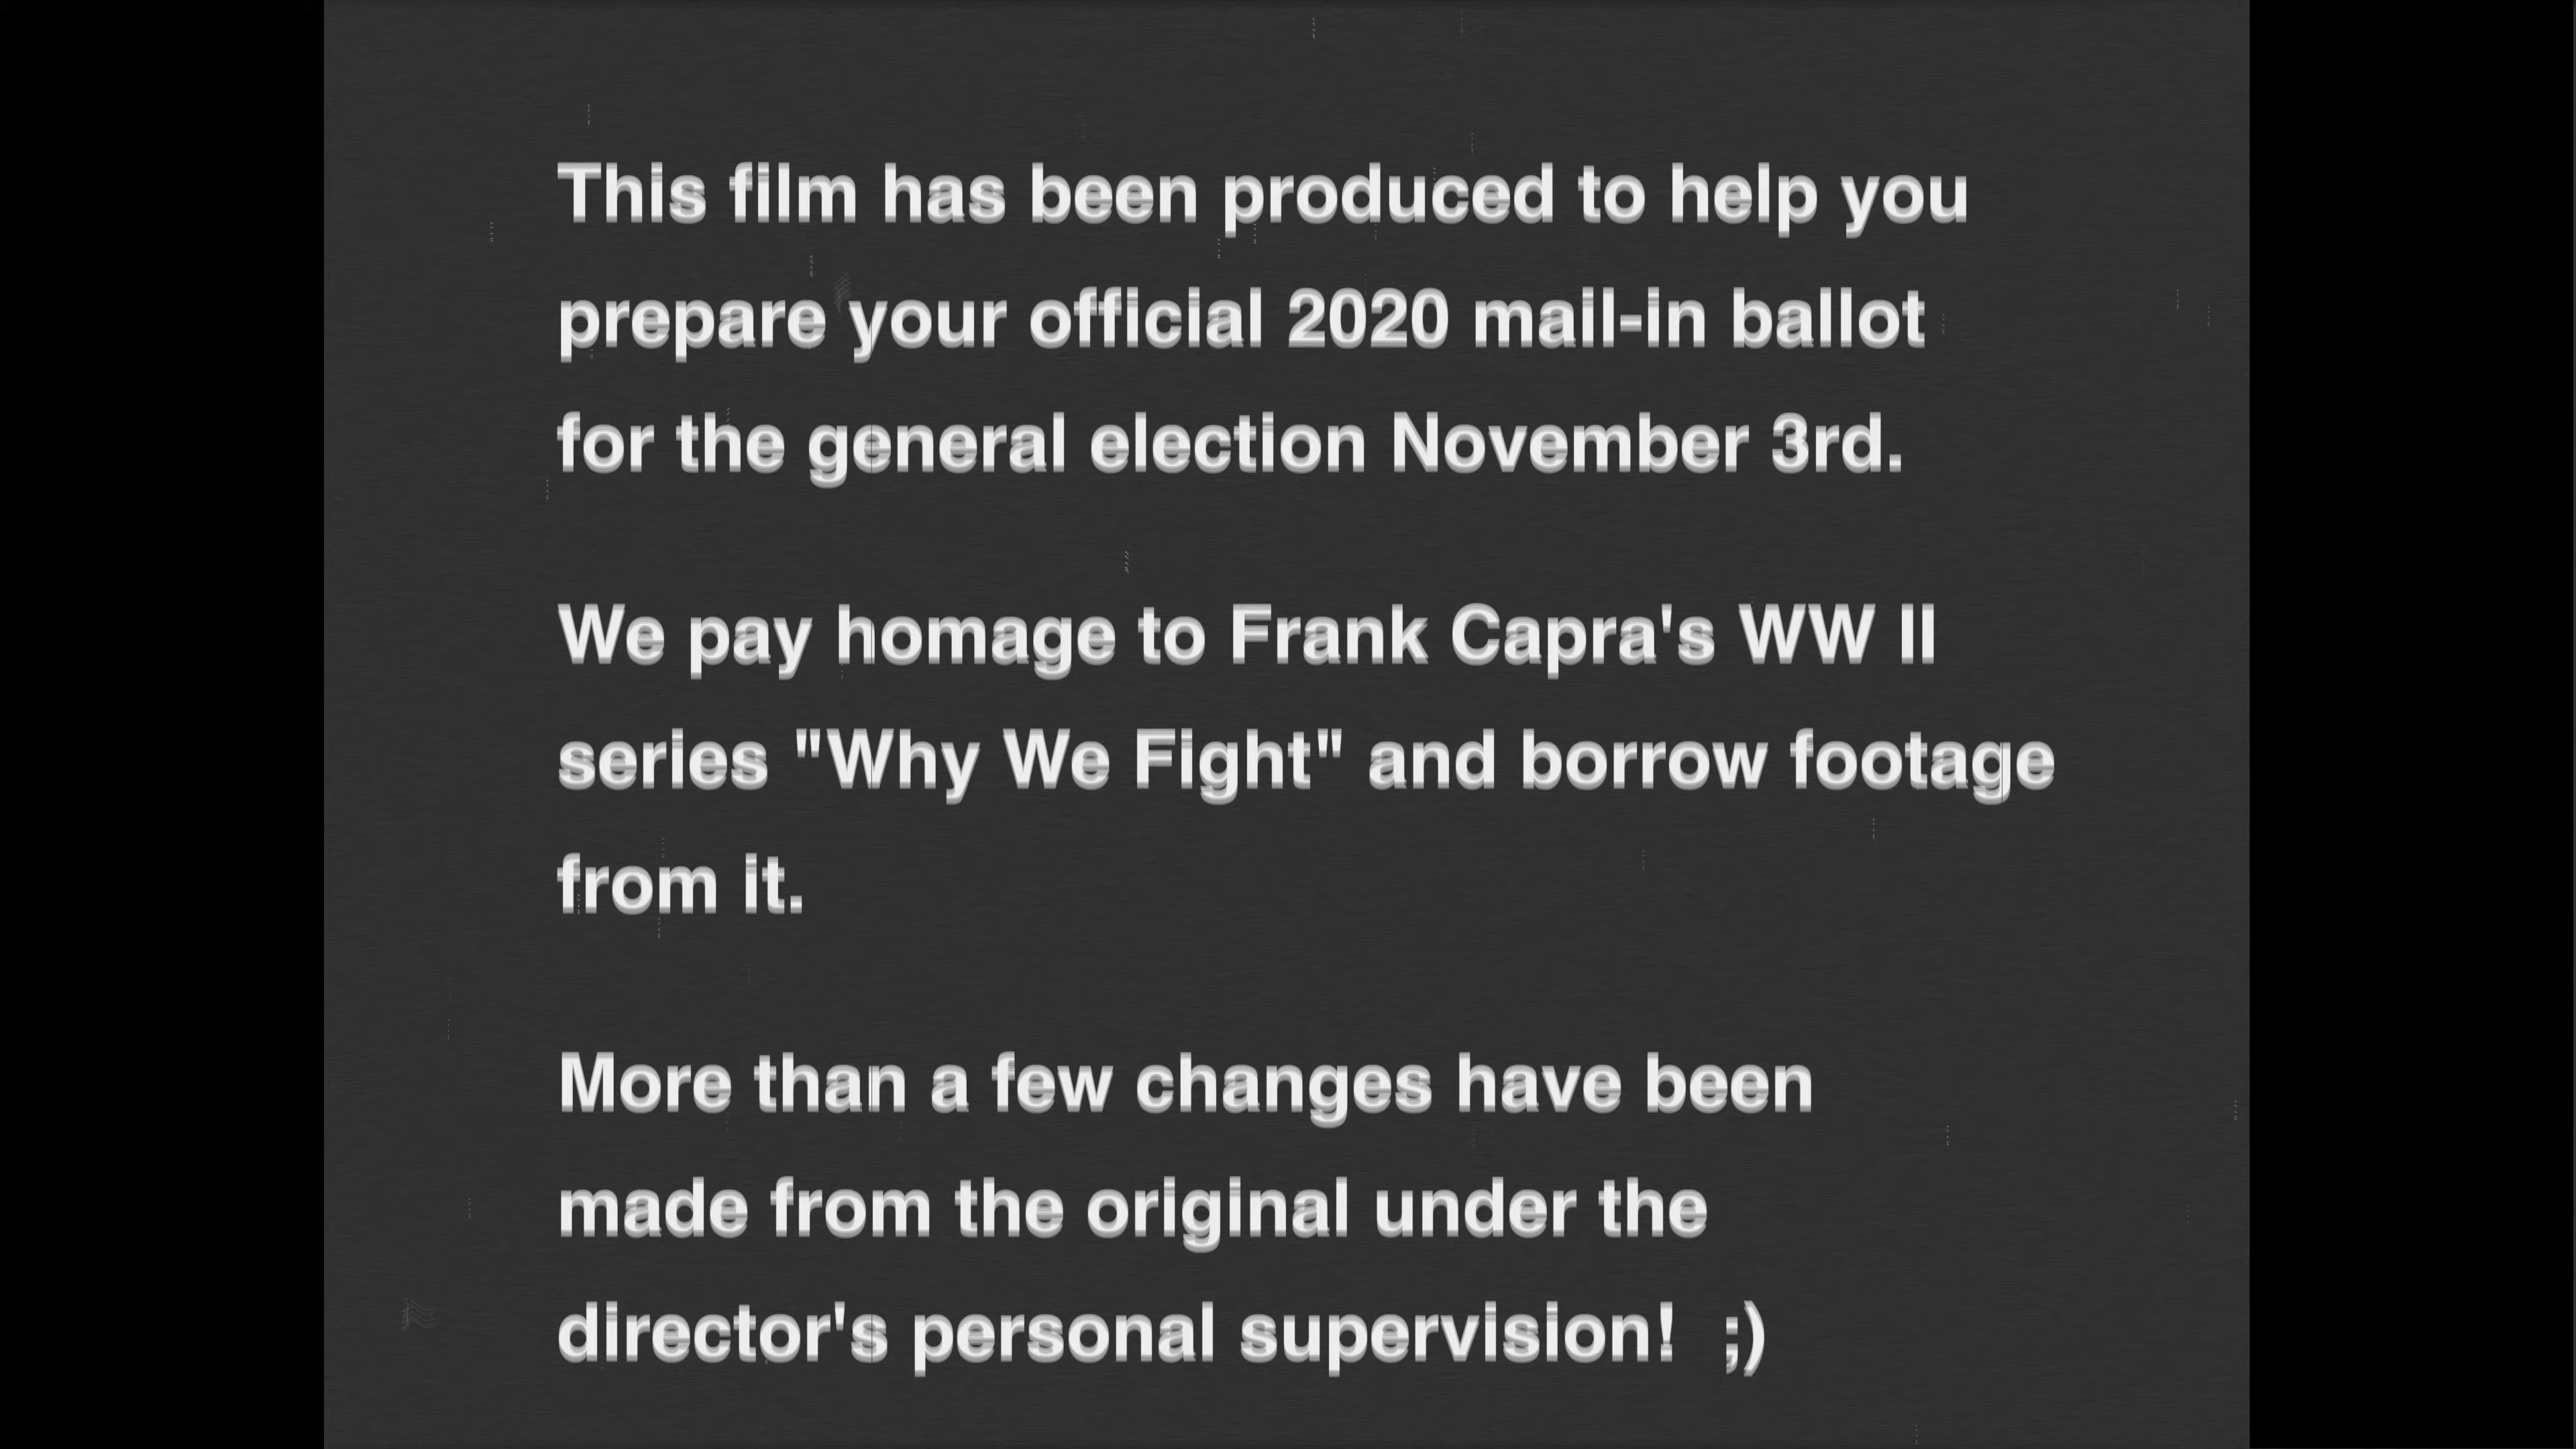 This film has been produced to help you
prepare your official 2020 mail-in ballot
for the general election November 3rd.
We pay homage to Frank Capra's WW II
series "Why We Fight" and borrow footage
from it.
More than a few changes have been
made from the original under the
director's personal supervision!  ;)